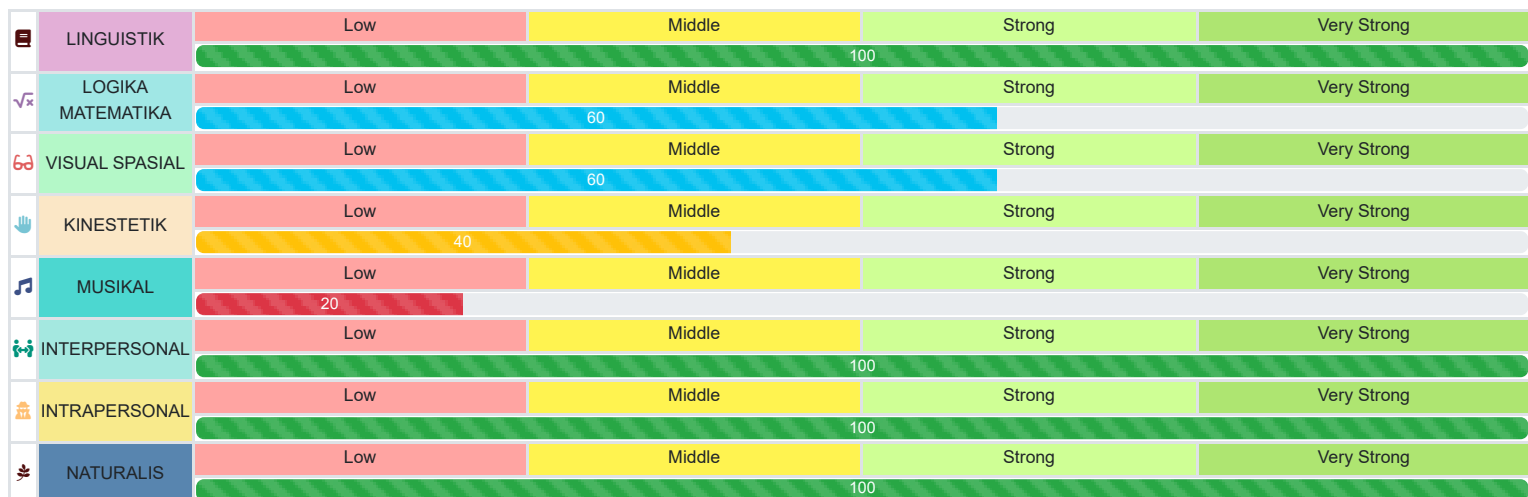 Low Middle Strong Very Strong
LINGUISTIK
100
LOGIKA Low Middle Strong Very Strong
MATEMATIKA
60
Low Middle Strong Very Strong
VISUAL SPASIAL
60
Low Middle Strong Very Strong
KINESTETIK
40
Low Middle Strong Very Strong
MUSIKAL
20
Low Middle Strong Very Strong
INTERPERSONAL
100
Low Middle Strong Very Strong
INTRAPERSONAL
100
Low Middle Strong Very Strong
NATURALIS
100